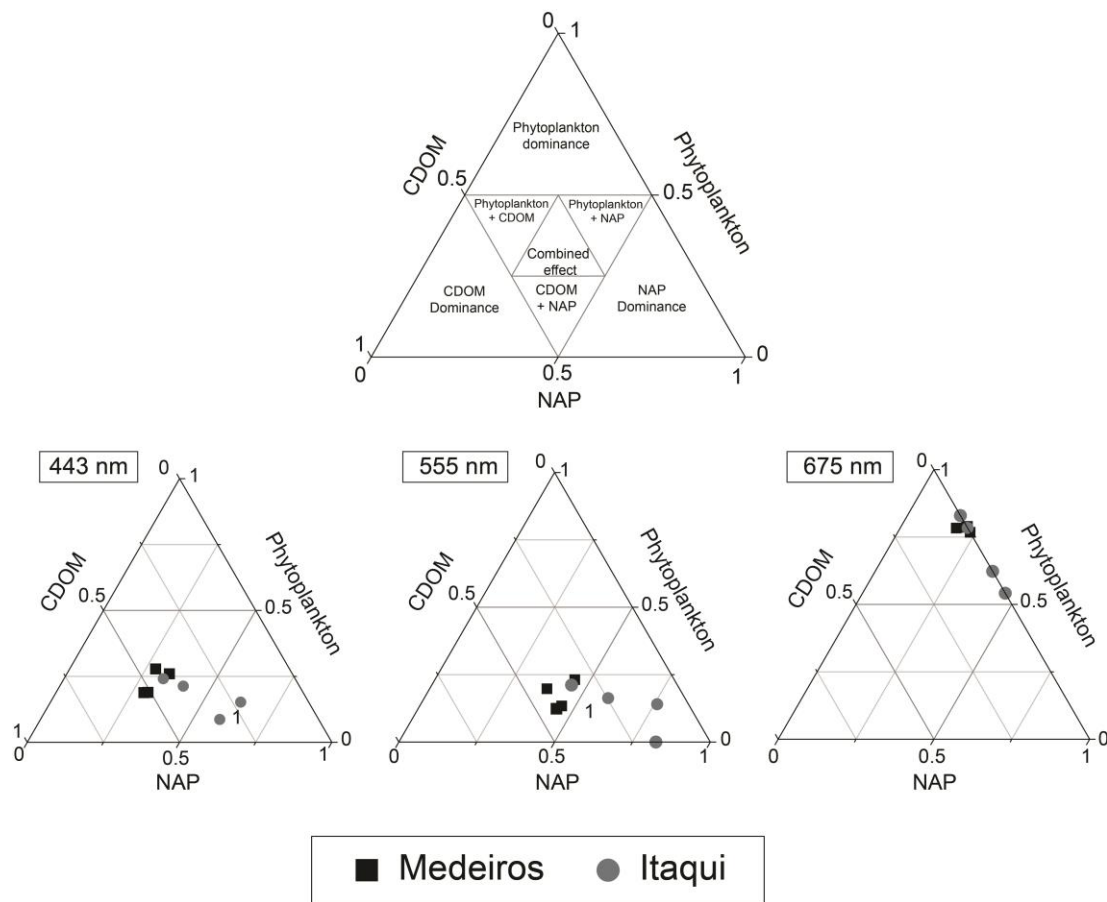 0
1
Phytoplankton
dominance
CDOM
Phytoplankton
0.5
0.5
Phytoplankton
+ CDOM
Phytoplankton
+ NAP
Combined
effect
CDOM
Dominance
CDOM
+ NAP
NAP
Dominance
1
0
0
0.5
1
NAP
443 nm
0
1
CDOM
Phytoplankton
0.5
0.5
1
1
0
0
0.5
1
NAP
555 nm
0
1
CDOM
Phytoplankton
0.5
0.5
1
0
0
0.5
1
NAP
675 nm
0
1
CDOM
Phytoplankton
0.5
0.5
0
0
0.5
1
NAP
Medeiros
Itaqui